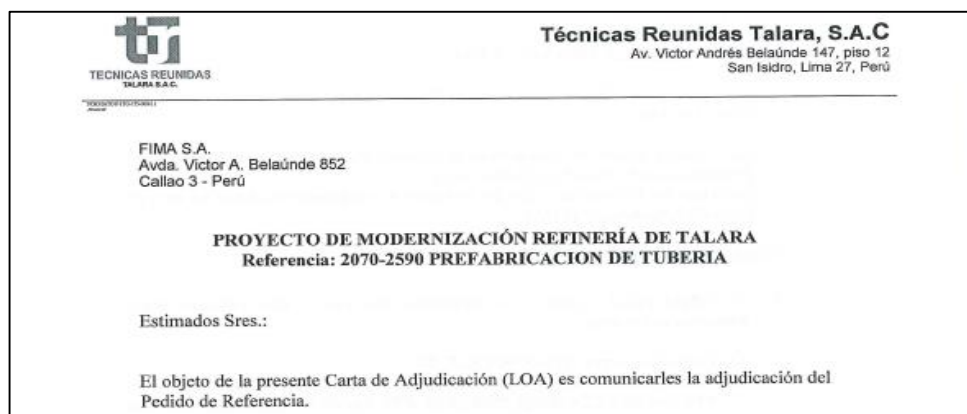 Técnicas Reunidas Talara, S.A.C
Av. Victor Andrés Belaúnde 147, piso 12
San Isidro, Lima 27, Perú
TECNICAS REUNIDAS
TALARA S.A.C.
FIMA S.A.
Avda. Victor A. Belaúnde 852
Callao 3 - Perú
PROYECTO DE MODERNIZACIÓN REFINERÍA DE TALARA
Referencia: 2070-2590 PREFABRICACION DE TUBERIA
Estimados Sres.:
El objeto de la presente Carta de Adjudicación (LOA) es comunicarles la adjudicación del
Pedido de Referencia.